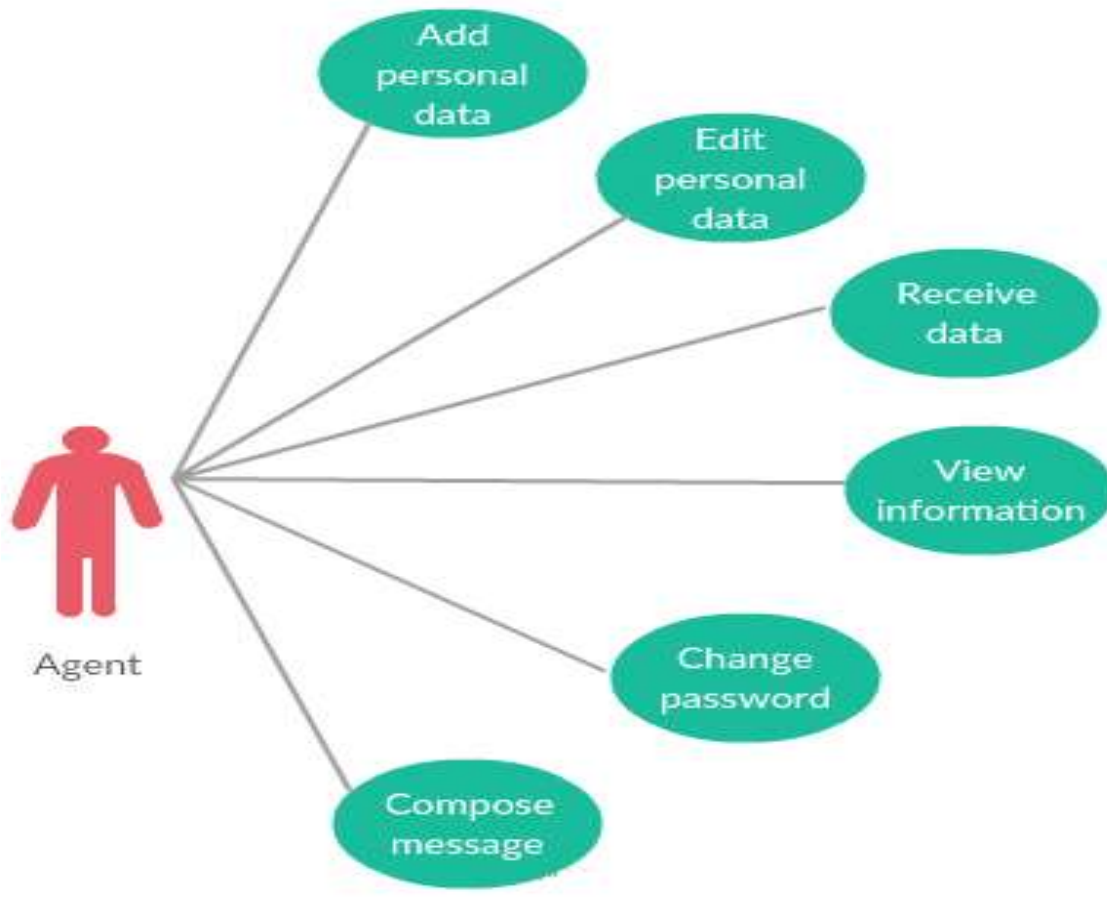 Add
personal
data
Edit
personal
data
Receive
data
View
information
Agent
Change
password
Compose
message